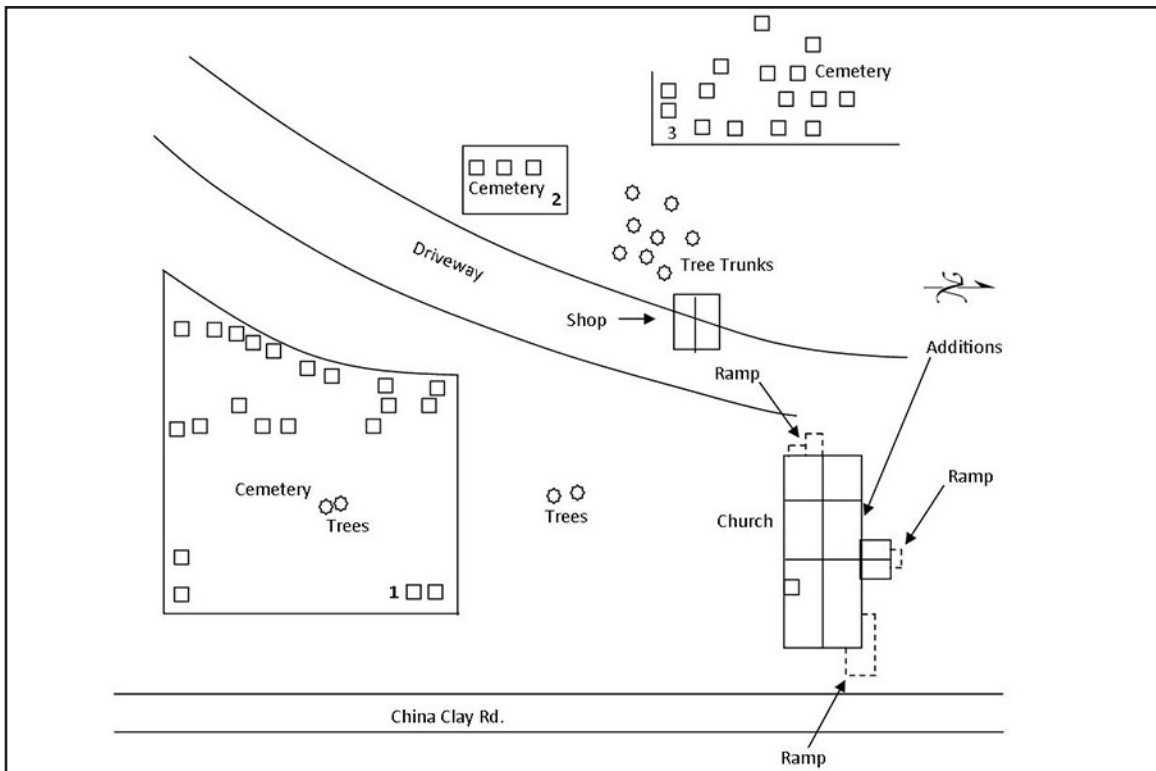 Cemetery
3
Cemetery
2
Driveway
Tree Trunks
N
Shop
Additions
Ramp
Ramp
Cemetery
Trees
Trees
Church
1
China Clay Rd.
Ramp